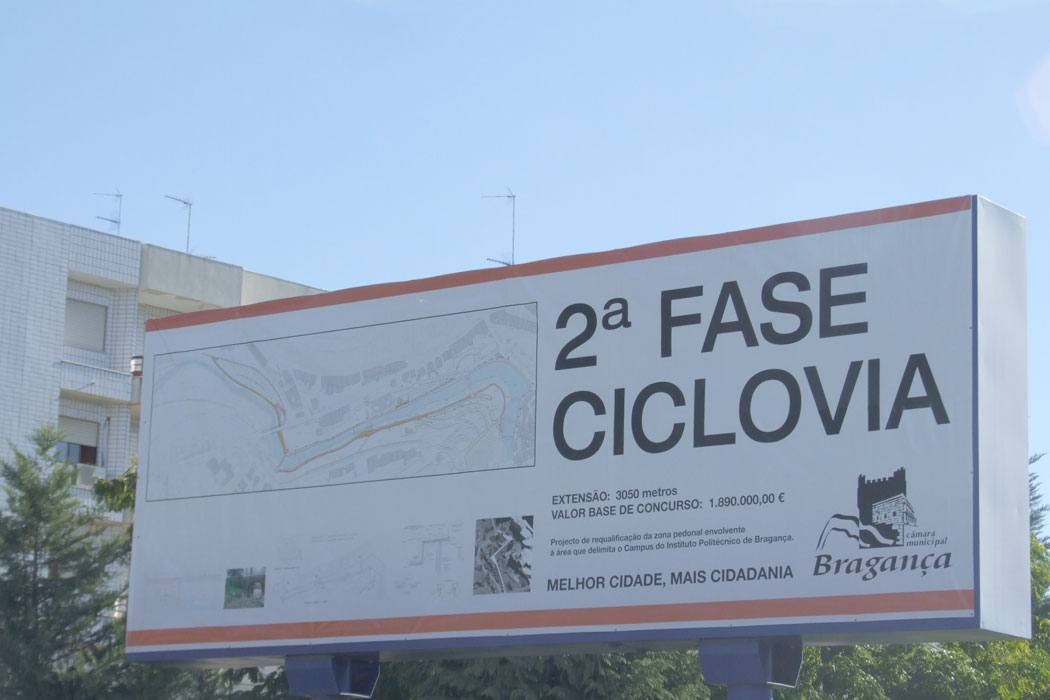 2ª FASE
CICLOVIA
EXTENSÃO: 3050 metros
VALOR BASE DE CONCURSO: 1.890.000,00 €
Projecto de requalificação da zona pedonal envolvente
à área que delimita o Campus do Instituto Politécnico de Bragança.
MELHOR CIDADE, MAIS CIDADANIA
câmara
municipal
Bragança